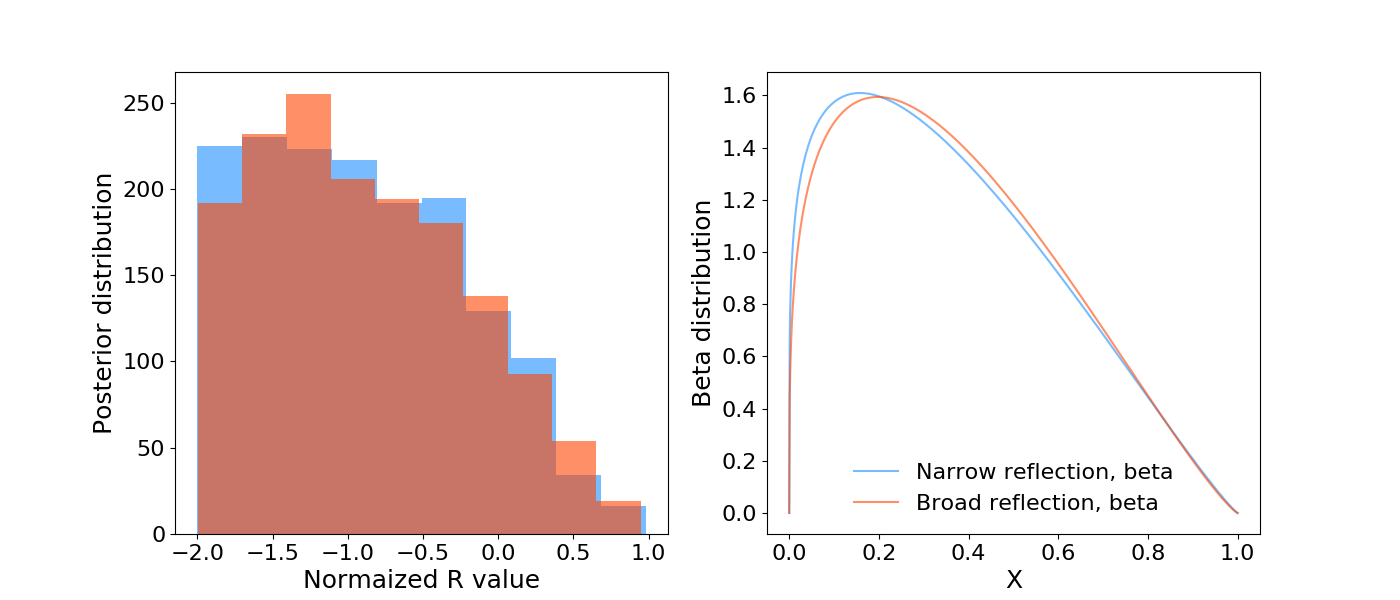 Posterior distribution
250
200
150
100
50
0
−2.0 −1.5 −1.0 −0.5 0.0 0.5 1.0
Normaized R value
Beta distribution
1.6
1.4
1.2
1.0
0.8
0.6
0.4
0.2
0.0
Narrow reflection, beta
Broad reflection, beta
0.0 0.2 0.4 0.6 0.8 1.0
X